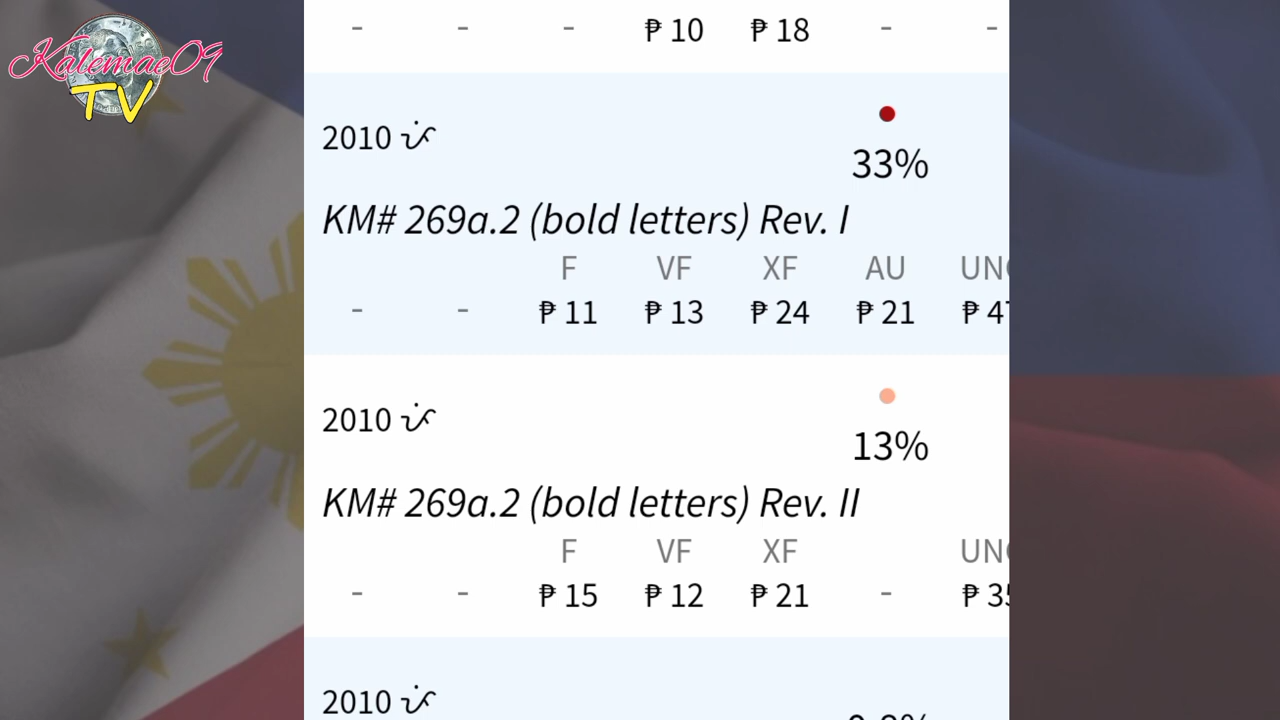 Kalemae09
TV
- - - ₱ 10 ₱ 18 - -
2010
33%
KM# 269a.2 (bold letters) Rev. I
F VF XF AU
- - ₱ 11 ₱ 13 ₱ 24 ₱ 21
2010
13%
KM# 269a.2 (bold letters) Rev. II
F VF XF
- - ₱ 15 ₱ 12 ₱ 21 -
2010